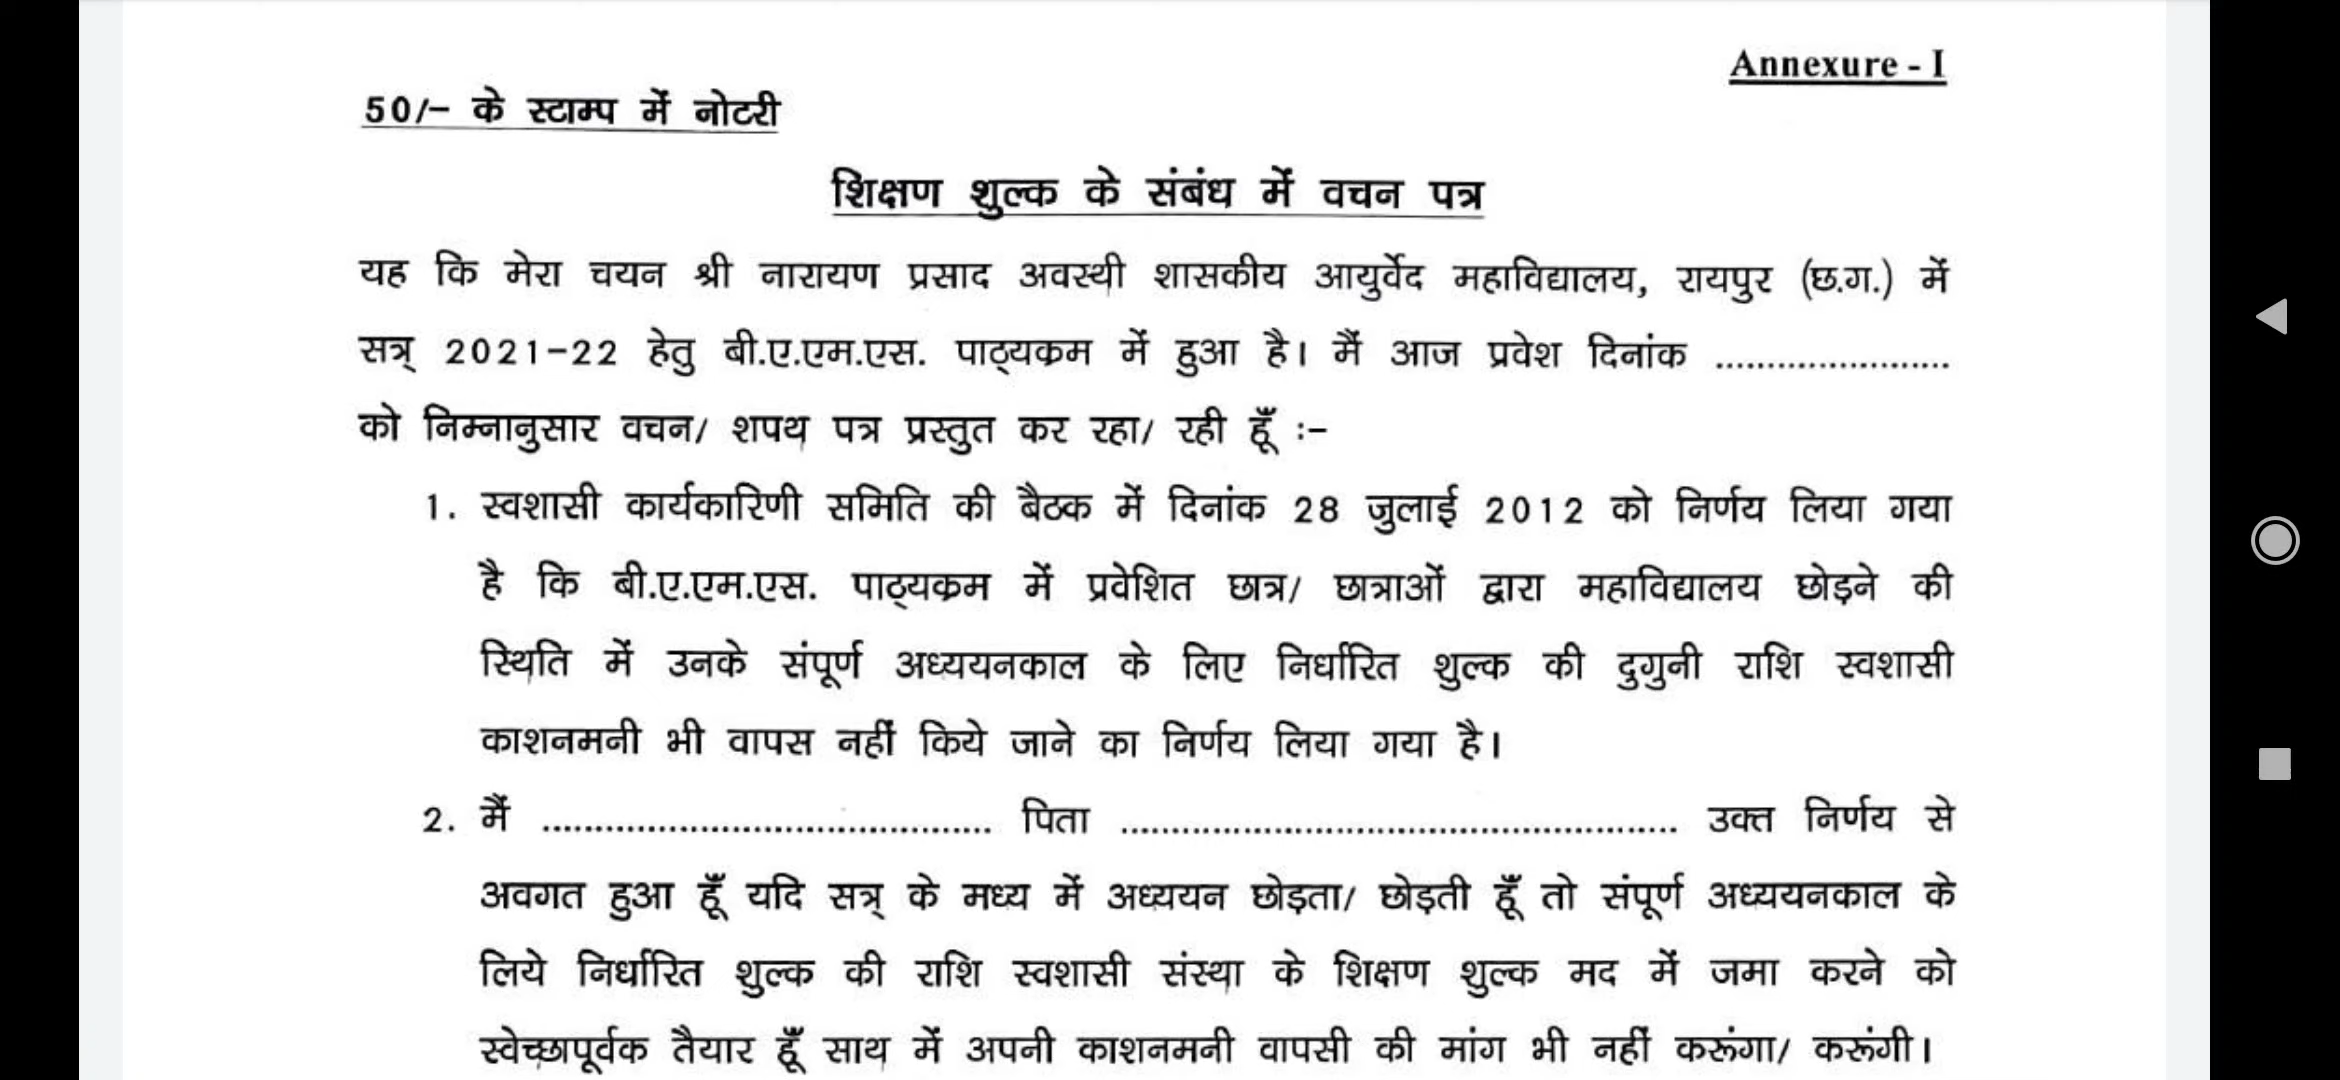 Annexure - I
50/- के स्टाम्प में नोटरी
शिक्षण शुल्क के संबंध में वचन पत्र
यह कि मेरा चयन श्री नारायण प्रसाद अवस्थी शासकीय आयुर्वेद महाविद्यालय, रायपुर (छ.ग.) में
सत्र् 2021-22 हेतु बी.ए.एम.एस. पाठ्यक्रम में हुआ है। मैं आज प्रवेश दिनांक .......................
को निम्नानुसार वचन/ शपथ् पत्र प्रस्तुत कर रहा/ रही हूँ :-
1. स्वशासी कार्यकारिणी समिति की बैठक में दिनांक 28 जुलाई 2012 को निर्णय लिया गया
है कि बी.ए.एम.एस. पाठ्यक्रम में प्रवेशित छात्र/ छात्राओं द्वारा महाविद्यालय छोड़ने की
स्थिति में उनके संपूर्ण अध्ययनकाल के लिए निर्धारित शुल्क की दुगुनी राशि स्वशासी
काशनमनी भी वापस नहीं किये जाने का निर्णय लिया गया है।
2. मैं ............................................ पिता ....................................................... उक्त निर्णय से
अवगत हुआ हूँ यदि सत्र् के मध्य में अध्ययन छोड़ता/ छोड़ती हूँ तो संपूर्ण अध्ययनकाल के
लिये निर्धारित शुल्क की राशि स्वशासी संस्था के शिक्षण शुल्क मद में जमा करने को
स्वेच्छापूर्वक तैयार हूँ साथ में अपनी काशनमनी वापसी की मांग भी नहीं करूंगा/ करूंगी।